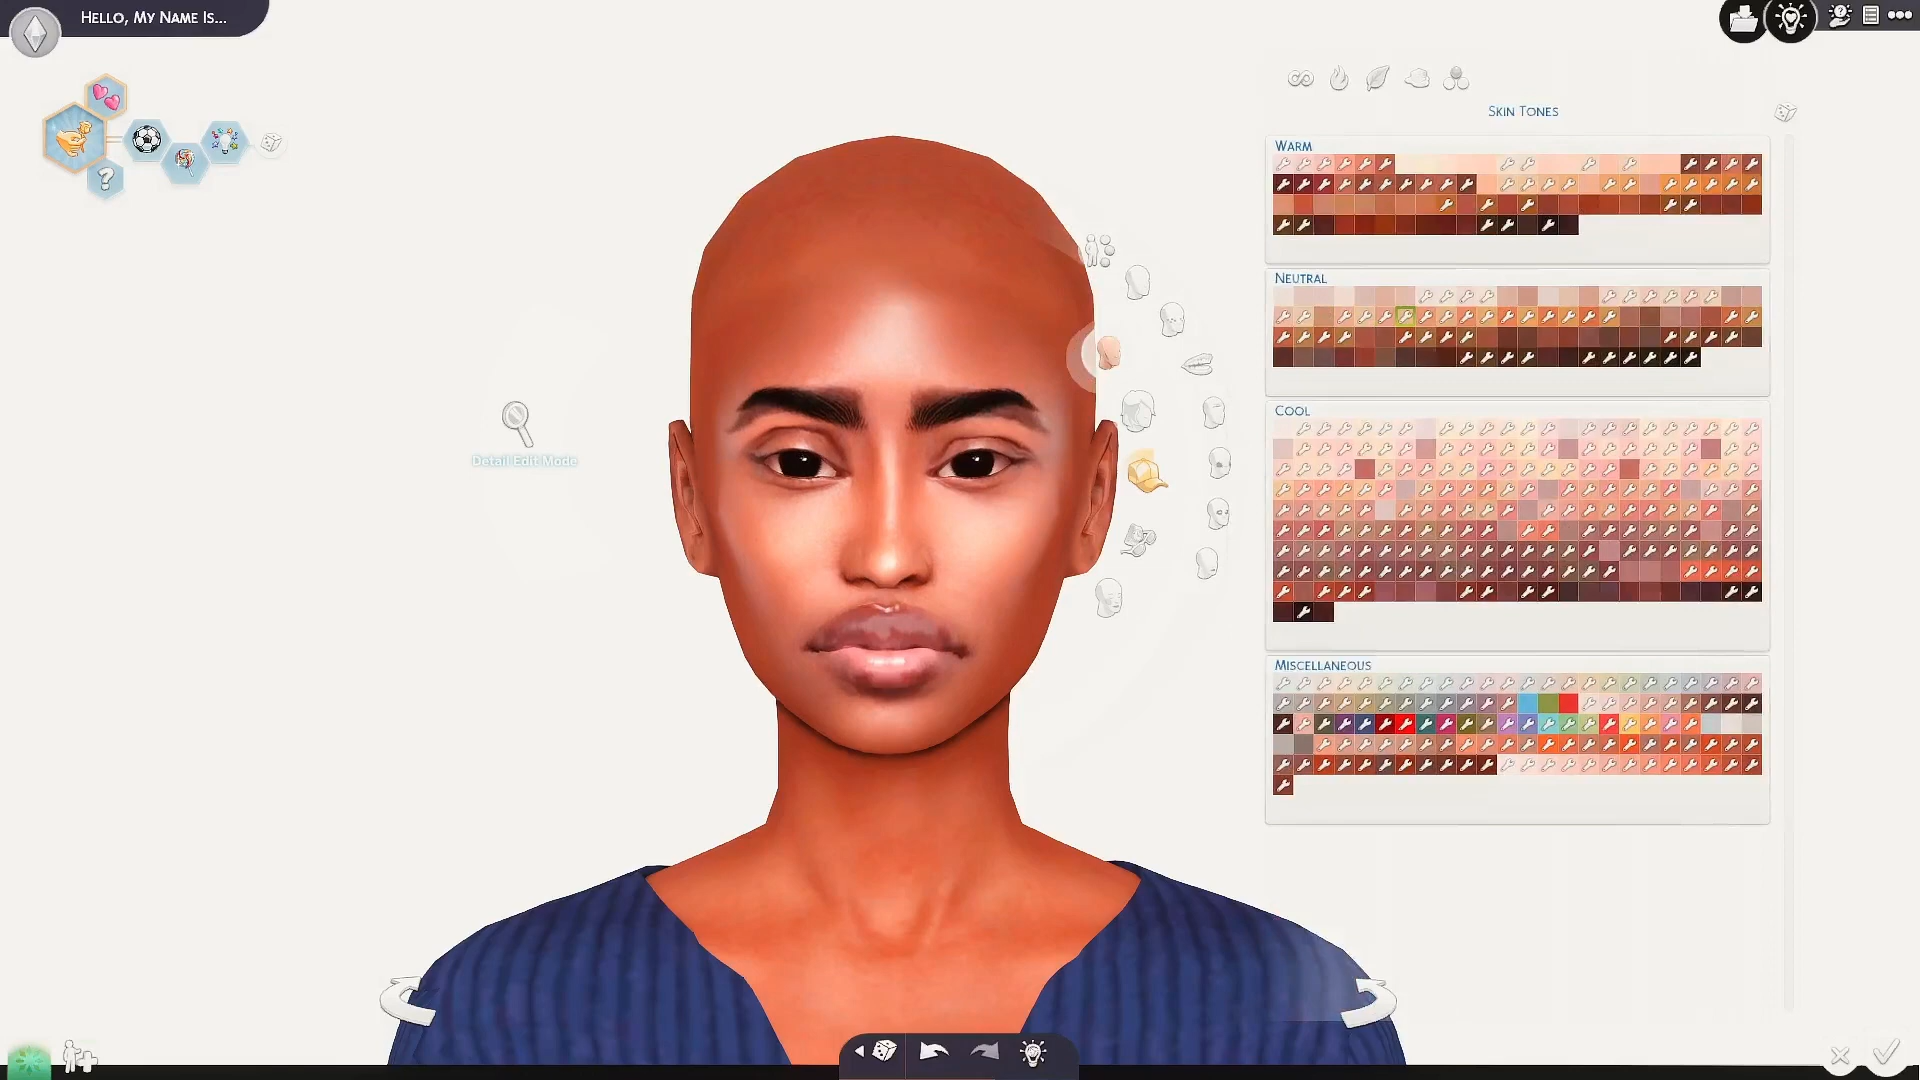 Hello, My Name Is...
Skin Tones
Warm
Neutral
Cool
Detail Edit Mode
Miscellaneous